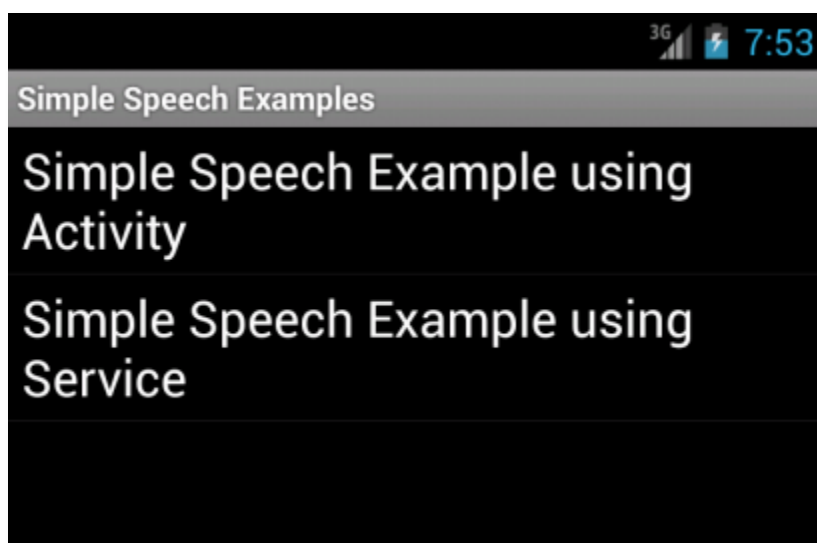 3G 7:53
Simple Speech Examples
Simple Speech Example using
Activity
Simple Speech Example using
Service